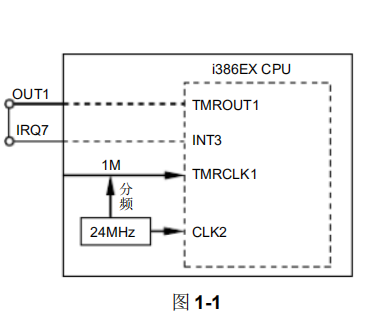 i386EX CPU
OUT1
TMROUT1
IRQ7
INT3
1M
TMRCLK1
分
频
24MHz
CLK2
图 1-1